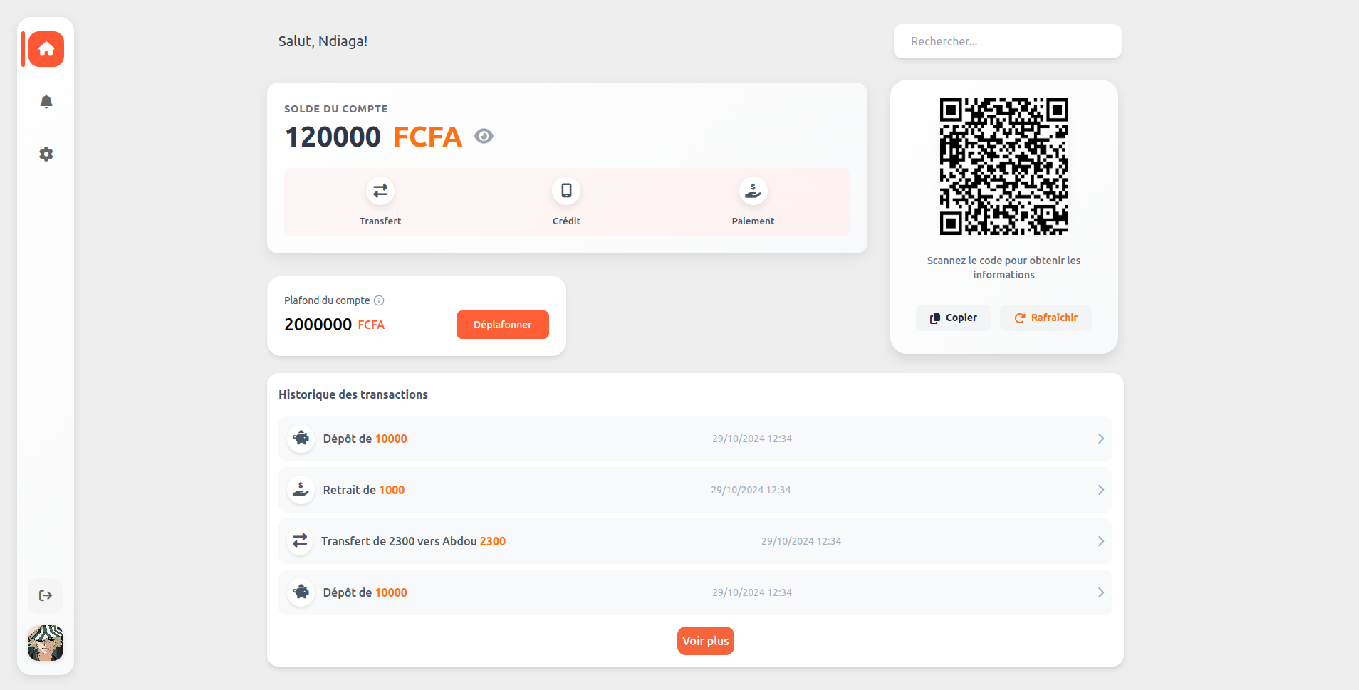 Salut, Ndiaga!
Rechercher...
SOLDE DU COMPTE
120000 FCFA
Transfert
Crédit
Paiement
Scannez le code pour obtenir les
informations
Copier
Rafraîchir
Plafond du compte
2000000 FCFA
Déplafonner
Historique des transactions
Dépôt de 10000
29/10/2024 12:34
Retrait de 1000
29/10/2024 12:34
Transfert de 2300 vers Abdou 2300
29/10/2024 12:34
Dépôt de 10000
29/10/2024 12:34
Voir plus